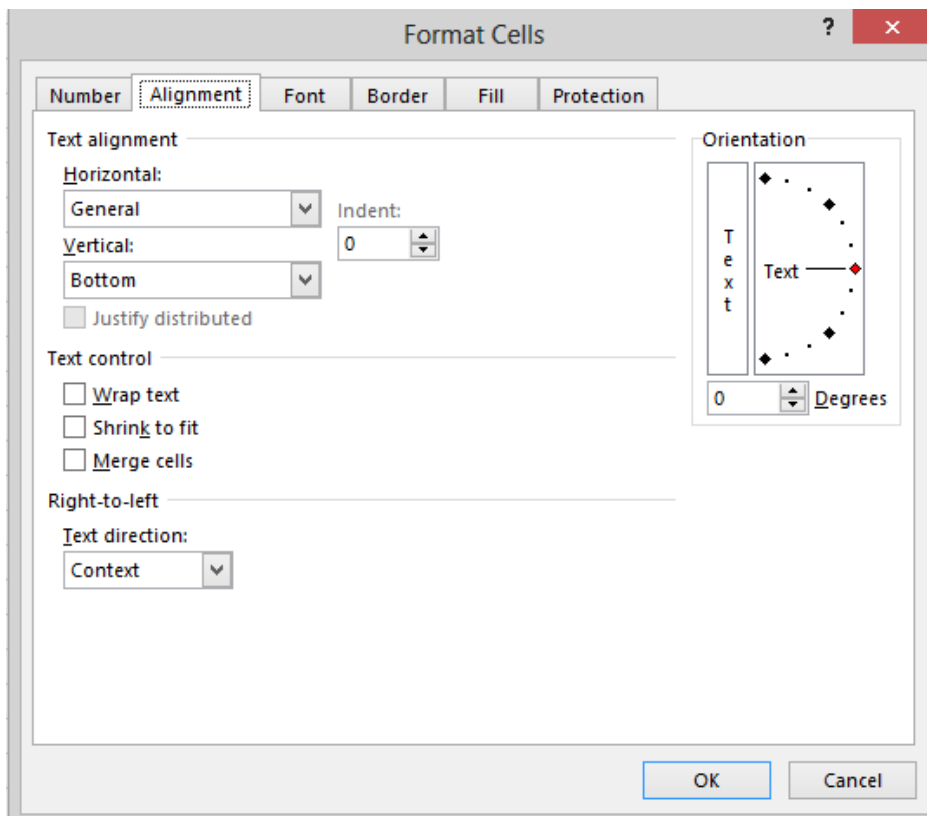 Format Cells ?
Number Alignment Font Border Fill Protection
Text alignment
Horizontal:
General
Indent:
0
Vertical:
Bottom
Justify distributed
Text control
Wrap text
Shrink to fit
Merge cells
Right-to-left
Text direction:
Context
Orientation
T
e
x
t
Text
0 Degrees
OK Cancel